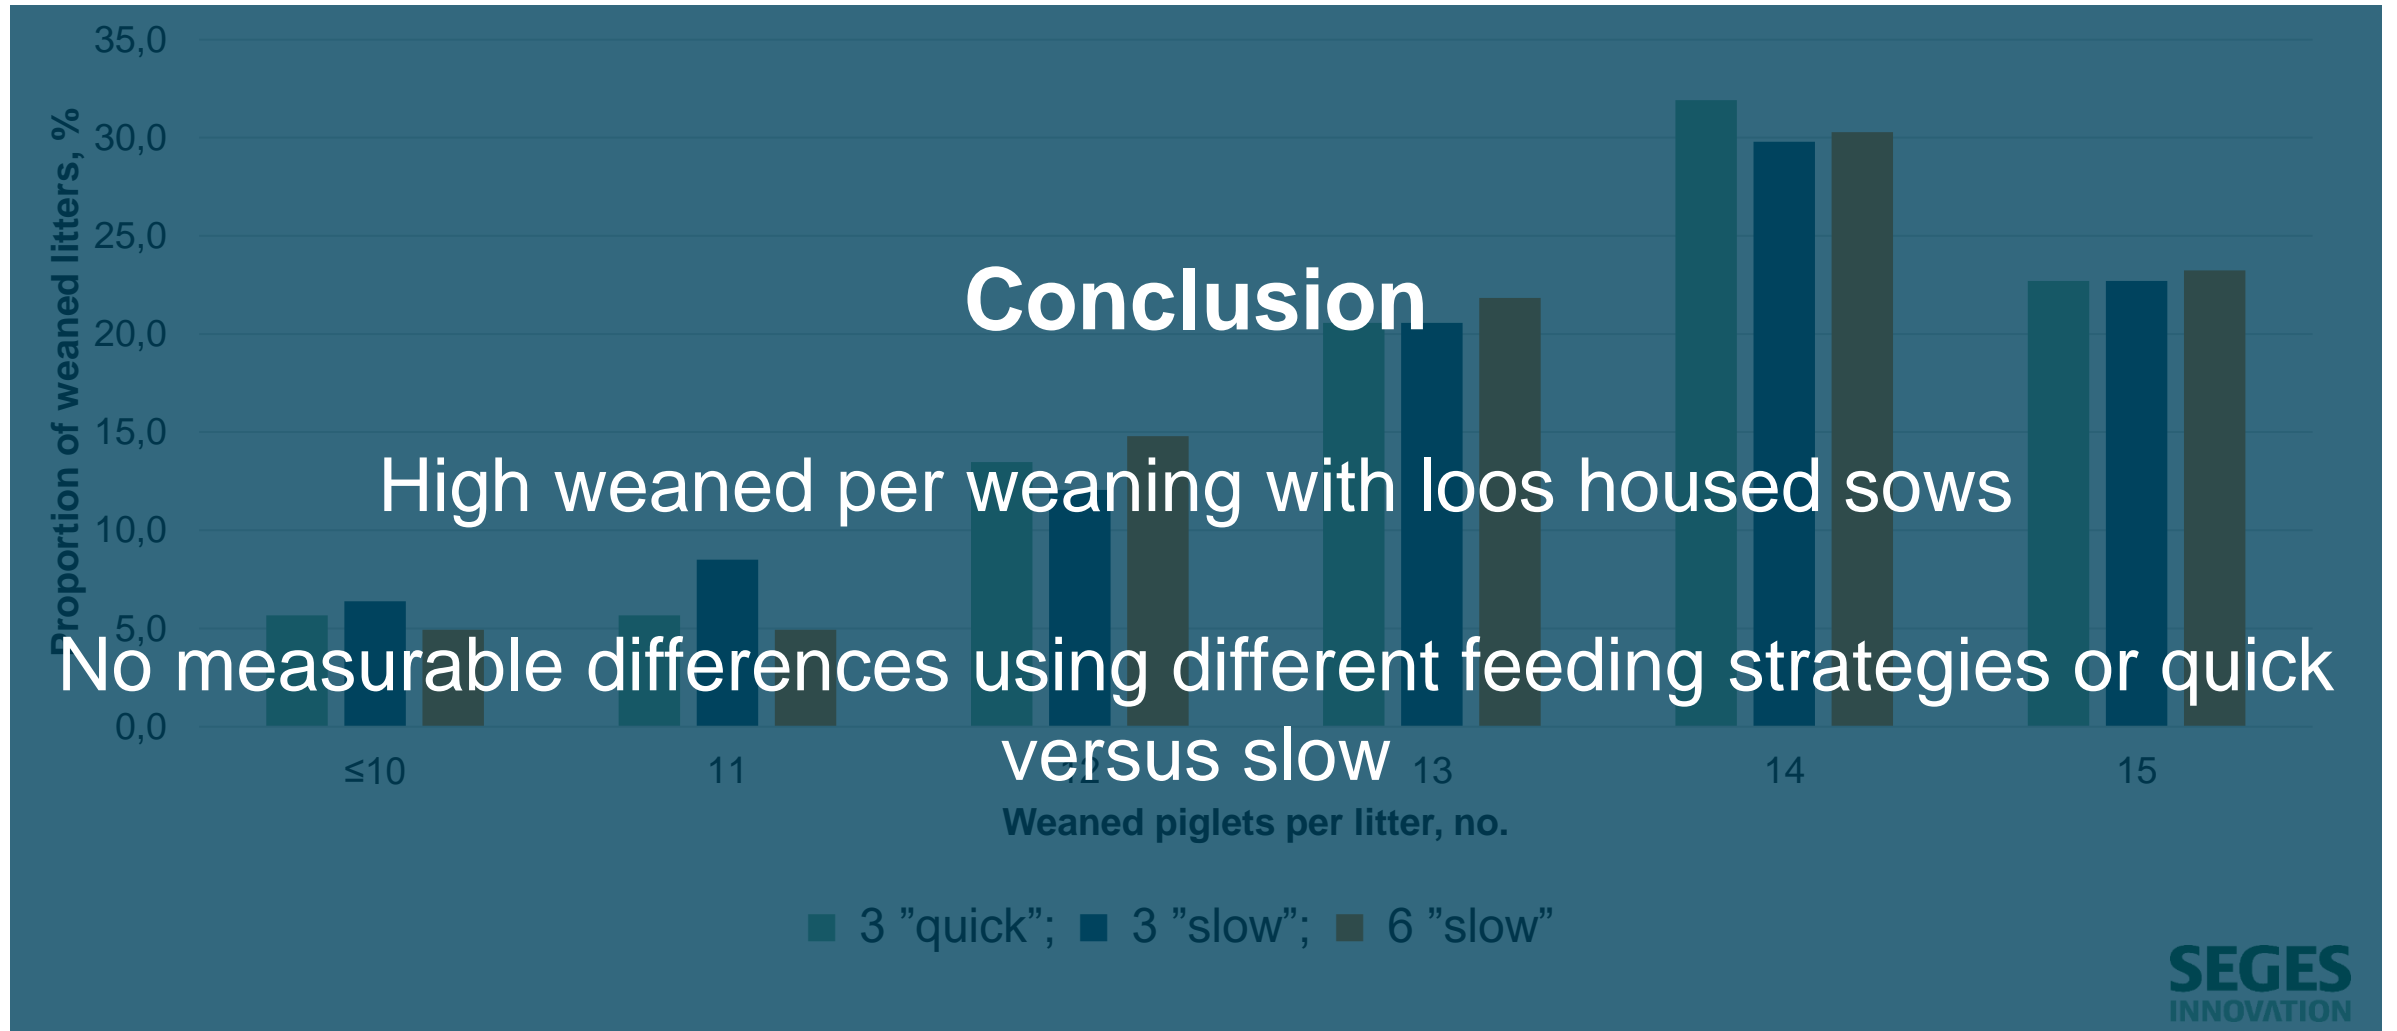 35,0
30,0
25,0
20,0
15,0
10,0
5,0
0,0
Proportion of weaned litters, %
Conclusion
High weaned per weaning with loos housed sows
No measurable differences using different feeding strategies or quick
versus slow
≤10 11 12 13 14 15
Weaned piglets per litter, no.
3 ”quick”; 3 ”slow”; 6 ”slow”
SEGES
INNOVATION